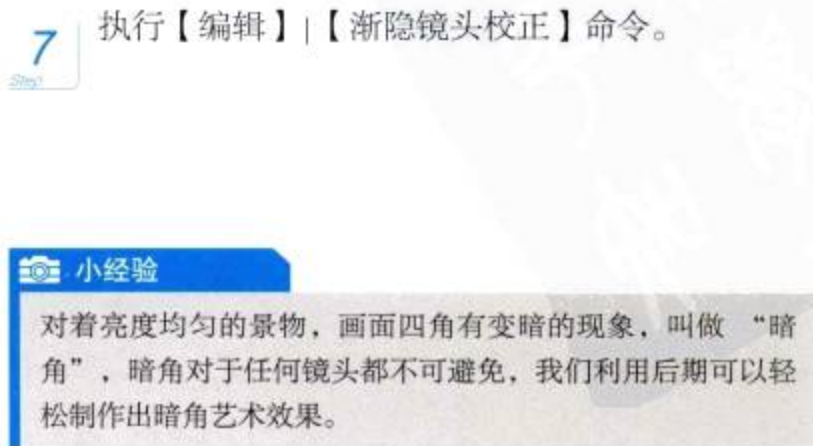 7
Step
执行【编辑】|【渐隐镜头校正】命令。
小经验
对着亮度均匀的景物，画面四角有变暗的现象，叫做 “暗
角”，暗角对于任何镜头都不可避免，我们利用后期可以轻
松制作出暗角艺术效果。